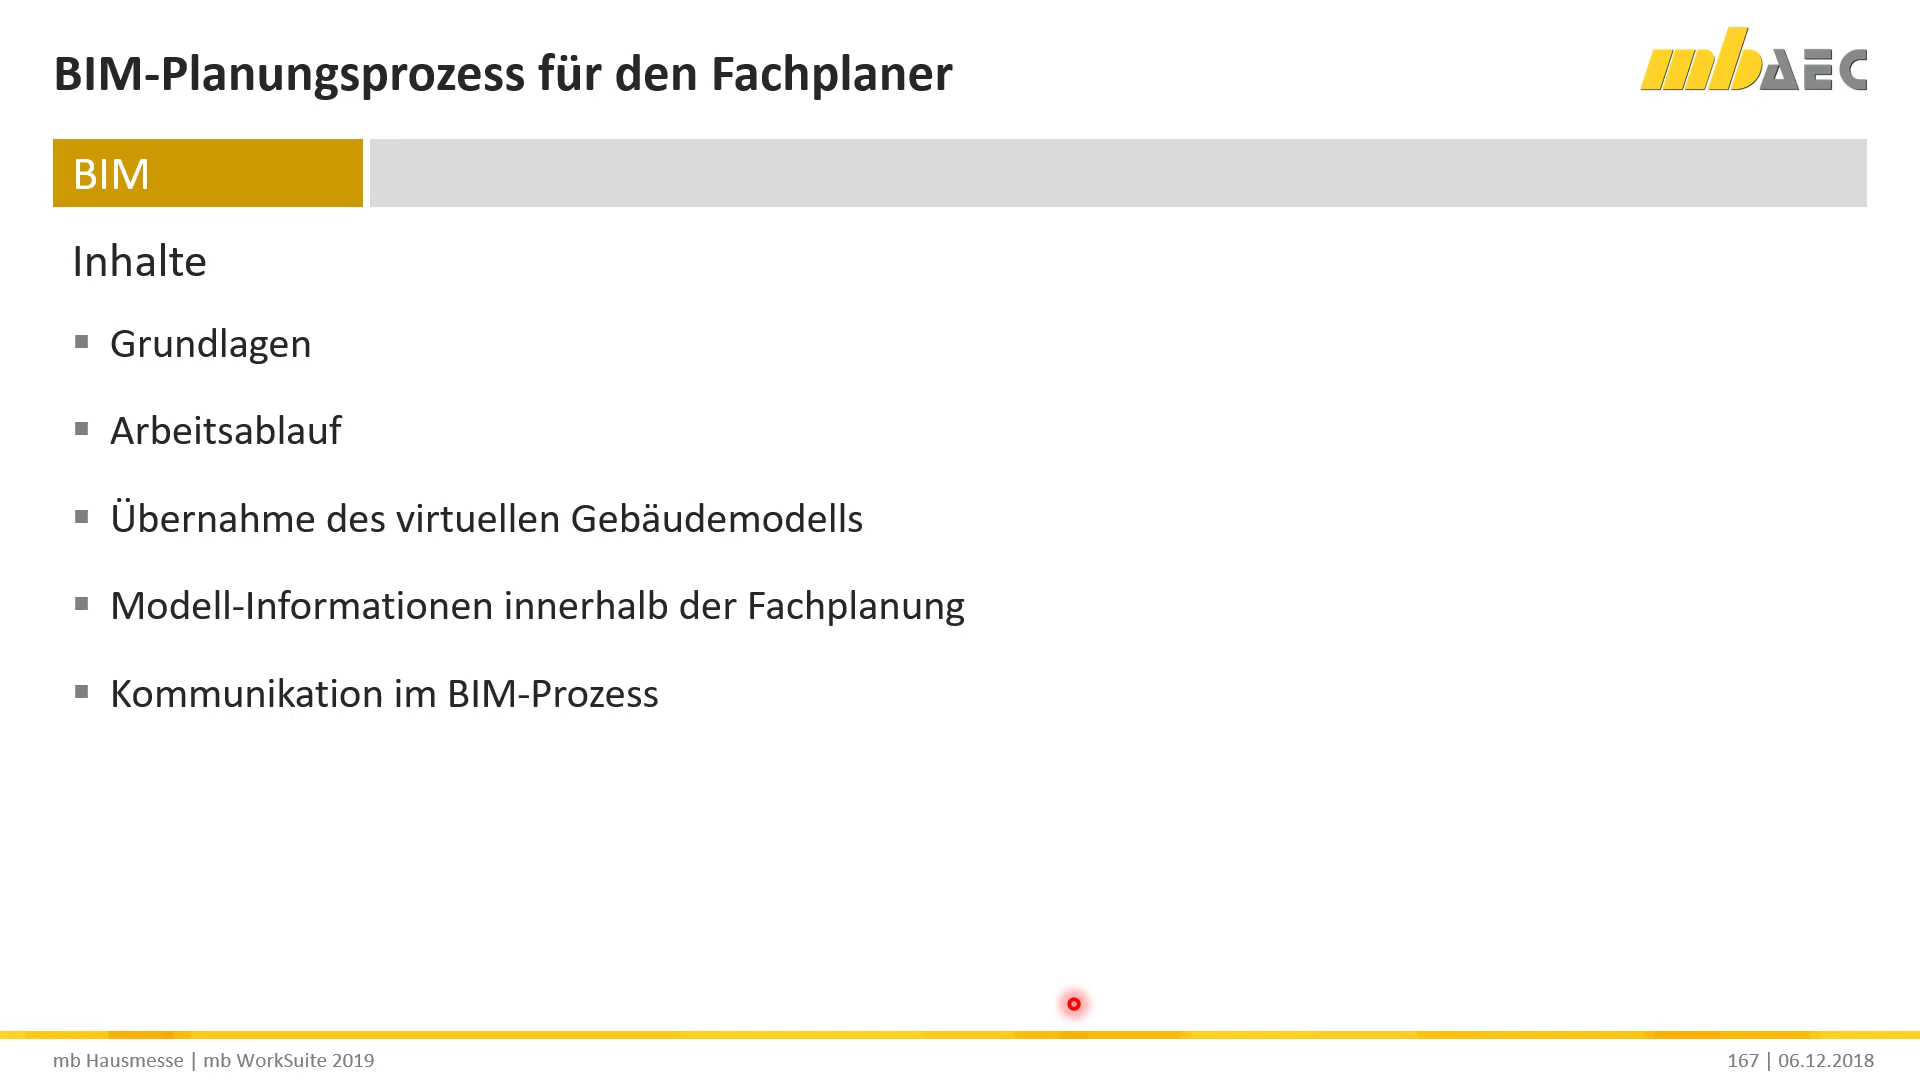 BIM-Planungsprozess für den Fachplaner
mbAEC
BIM
Inhalte
▪ Grundlagen
▪ Arbeitsablauf
▪ Übernahme des virtuellen Gebäudemodells
▪ Modell-Informationen innerhalb der Fachplanung
▪ Kommunikation im BIM-Prozess
mb Hausmesse | mb WorkSuite 2019
167 | 06.12.2018